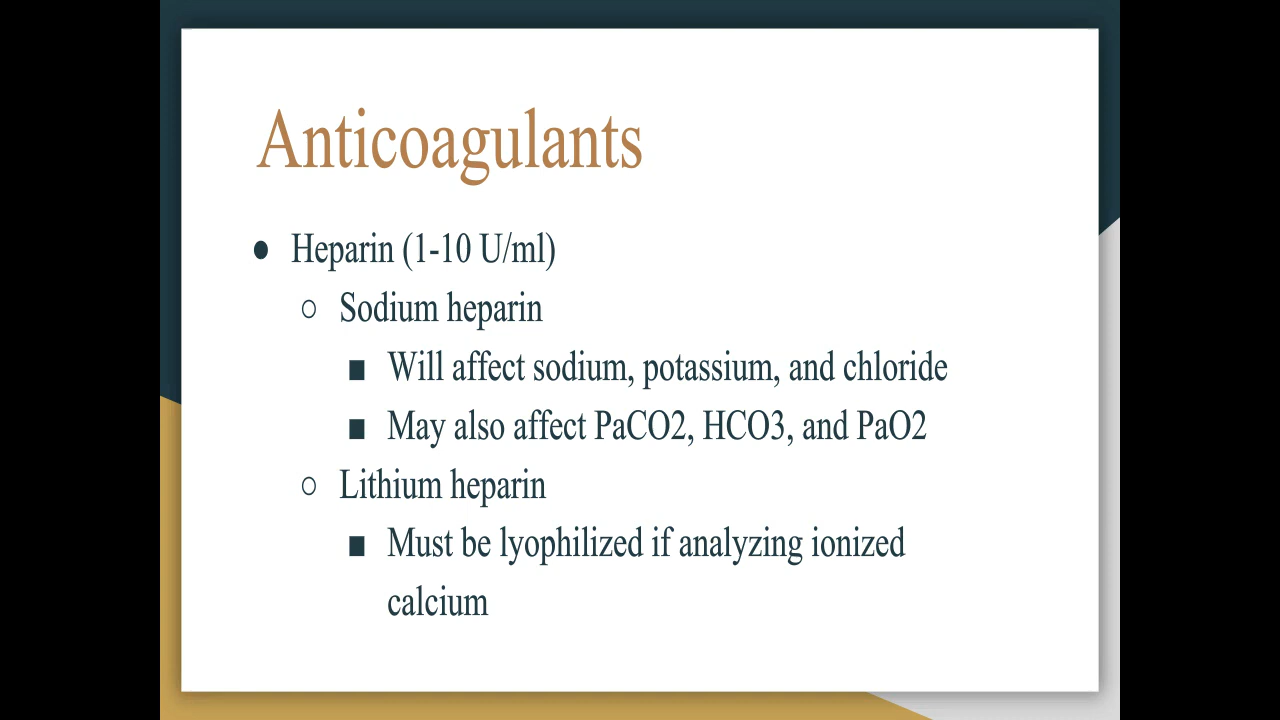 Anticoagulants
● Heparin (1-10 U/ml)
○ Sodium heparin
■ Will affect sodium, potassium, and chloride
■ May also affect PaCO2, HCO3, and PaO2
○ Lithium heparin
■ Must be lyophilized if analyzing ionized
calcium